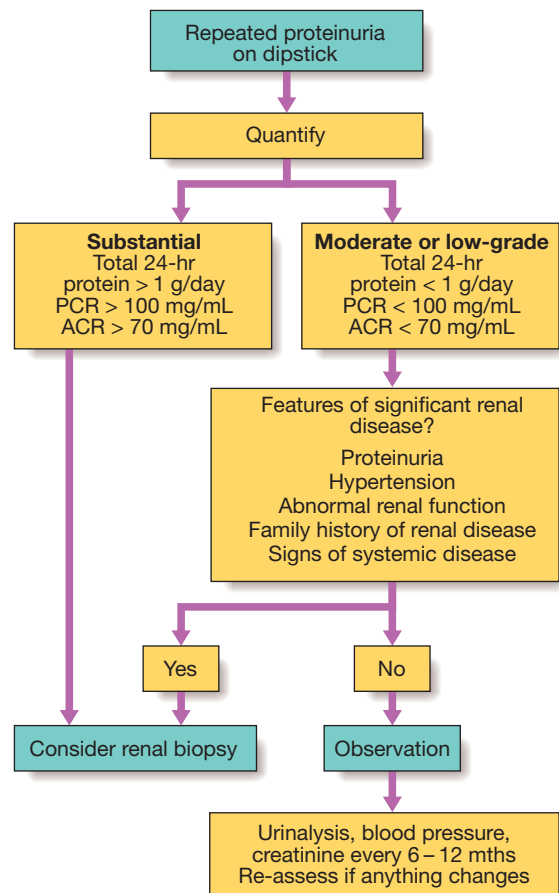 Repeated proteinuria
on dipstick
Quantify
Substantial
Total 24-hr
protein > 1 g/day
PCR > 100 mg/mL
ACR > 70 mg/mL
Moderate or low-grade
Total 24-hr
protein < 1 g/day
PCR < 100 mg/mL
ACR < 70 mg/mL
Features of significant renal
disease?
Proteinuria
Hypertension
Abnormal renal function
Family history of renal disease
Signs of systemic disease
Yes
No
Consider renal biopsy
Observation
Urinalysis, blood pressure,
creatinine every 6 – 12 mths
Re-assess if anything changes